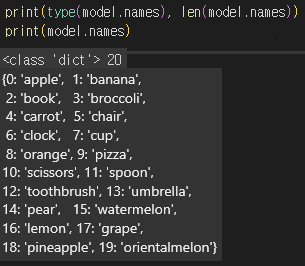 print(type(model.names), len(model.names))
print(model.names)
<class 'dict'> 20
{0: 'apple', 1: 'banana',
2: 'book', 3: 'broccoli',
4: 'carrot', 5: 'chair',
6: 'clock', 7: 'cup',
8: 'orange', 9: 'pizza',
10: 'scissors', 11: 'spoon',
12: 'toothbrush', 13: 'umbrella',
14: 'pear', 15: 'watermelon',
16: 'lemon', 17: 'grape',
18: 'pineapple', 19: 'orientalmelon'}